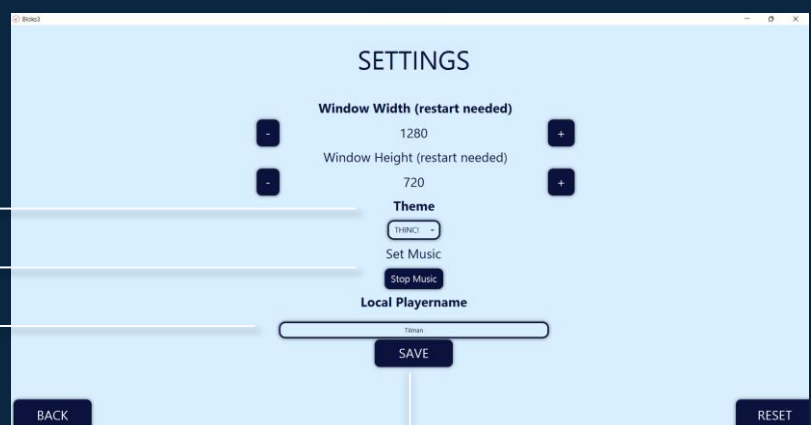 Bloks3
SETTINGS
Window Width (restart needed)
- 1280 +
Window Height (restart needed)
- 720 +
Theme
THINC!
Set Music
Stop Music
Local Playername
Tilman
SAVE
BACK RESET